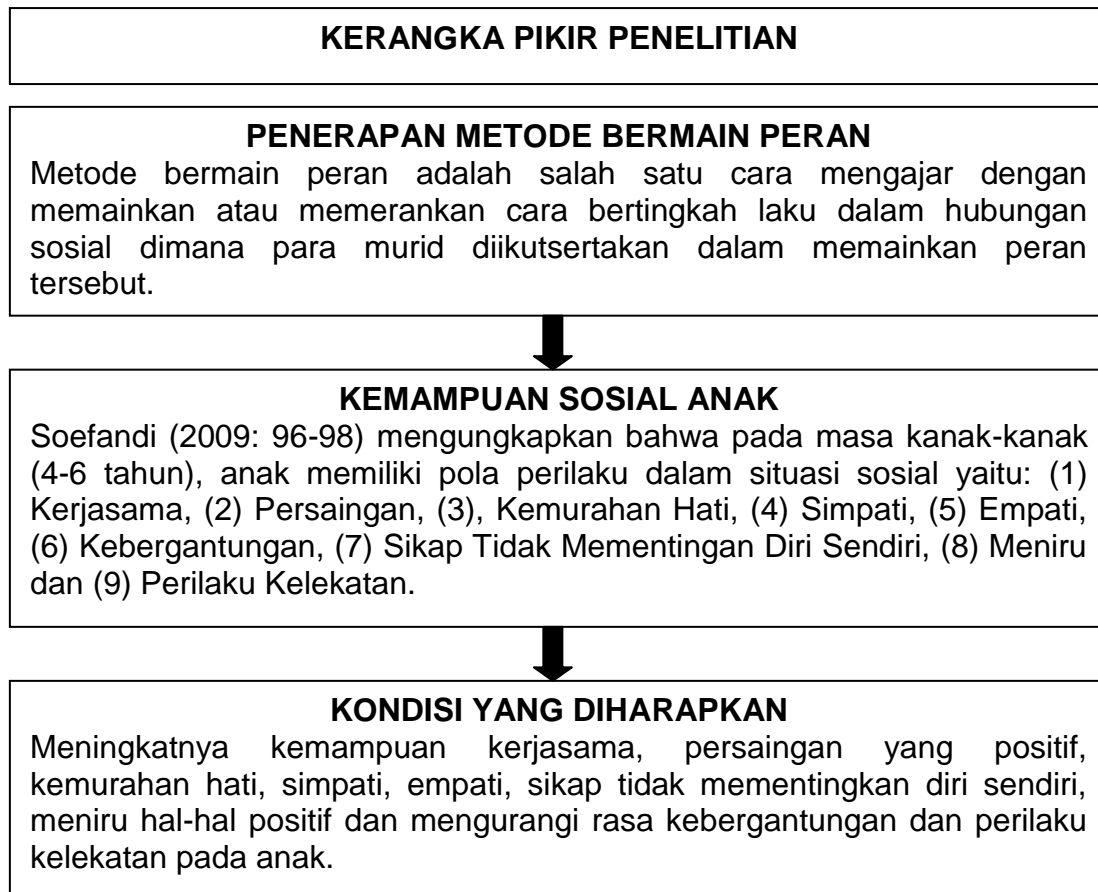 KERANGKA PIKIR PENELITIAN
PENERAPAN METODE BERMAIN PERAN
Metode bermain peran adalah salah satu cara mengajar dengan
memainkan atau memerankan cara bertingkah laku dalam hubungan
sosial dimana para murid diikutsertakan dalam memainkan peran
tersebut.
KEMAMPUAN SOSIAL ANAK
Soefandi (2009: 96-98) mengungkapkan bahwa pada masa kanak-kanak
(4-6 tahun), anak memiliki pola perilaku dalam situasi sosial yaitu: (1)
Kerjasama, (2) Persaingan, (3), Kemurahan Hati, (4) Simpati, (5) Empati,
(6) Kebergantungan, (7) Sikap Tidak Mementingan Diri Sendiri, (8) Meniru
dan (9) Perilaku Kelekatan.
KONDISI YANG DIHARAPKAN
Meningkatnya kemampuan kerjasama, persaingan yang positif,
kemurahan hati, simpati, empati, sikap tidak mementingkan diri sendiri,
meniru hal-hal positif dan mengurangi rasa kebergantungan dan perilaku
kelekatan pada anak.